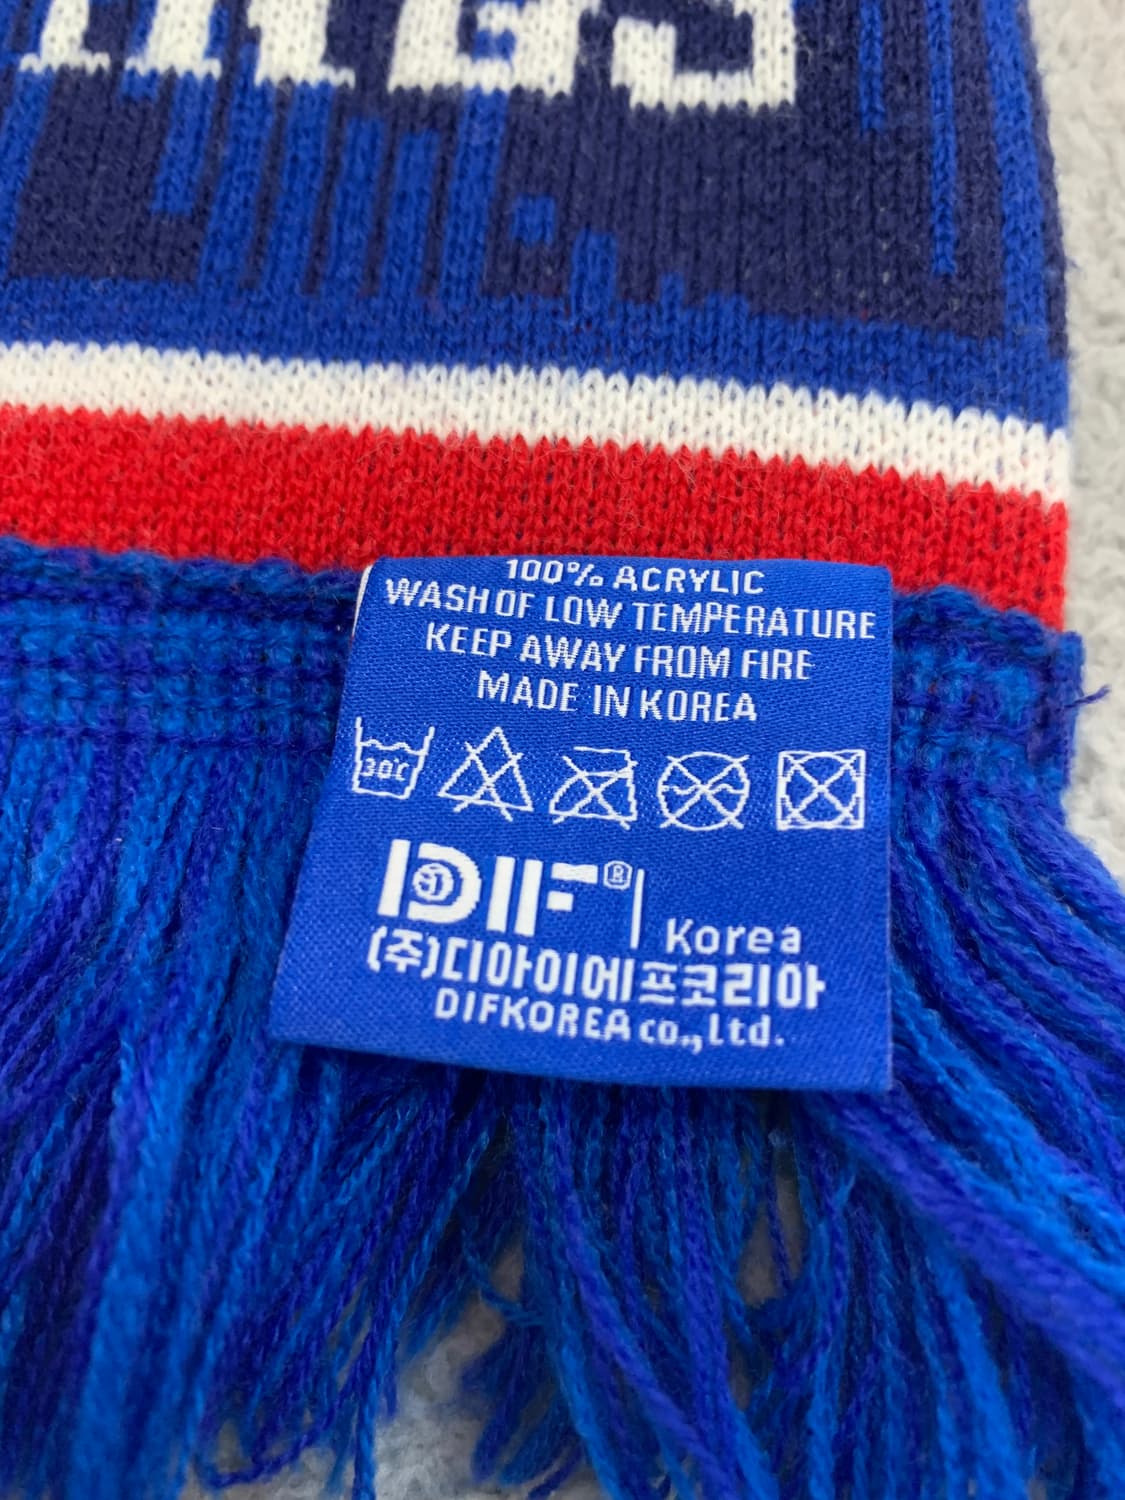 100% ACRYLIC
WASH OF LOW TEMPERATURE
KEEP AWAY FROM FIRE
MADE IN KOREA
30℃
DIF® | Korea
(주)디아이에프코리아
DIFKOREA co.,Ltd.